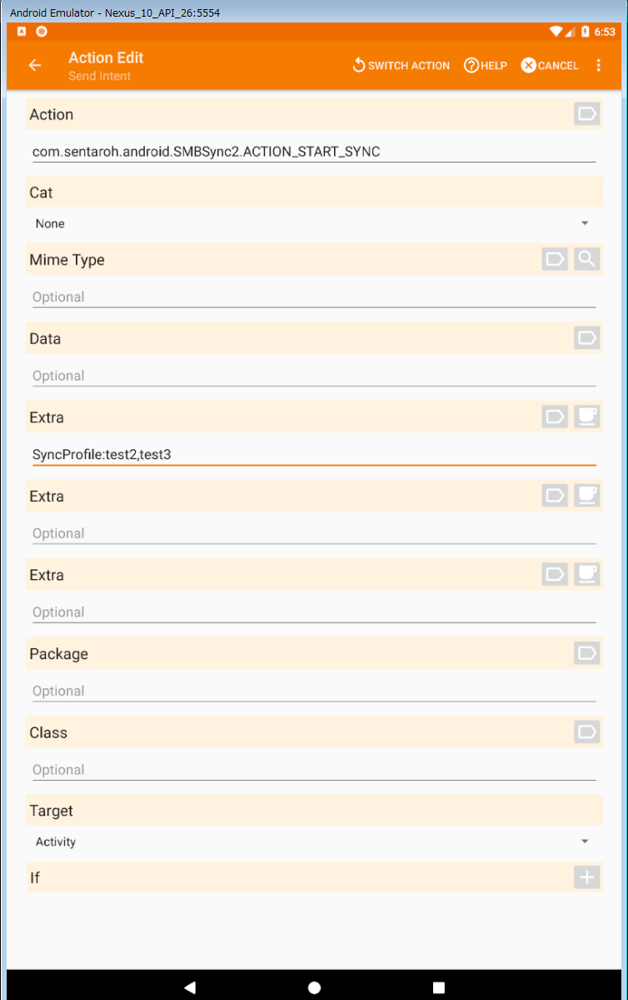 Android Emulator - Nexus_10_API_26:5554
6:53
Action Edit
Send Intent
SWITCH ACTION
HELP
CANCEL
Action
com.sentaroh.android.SMBSync2.ACTION_START_SYNC
Cat
None
Mime Type
Optional
Data
Optional
Extra
SyncProfile:test2,test3
Extra
Optional
Extra
Optional
Package
Optional
Class
Optional
Target
Activity
If